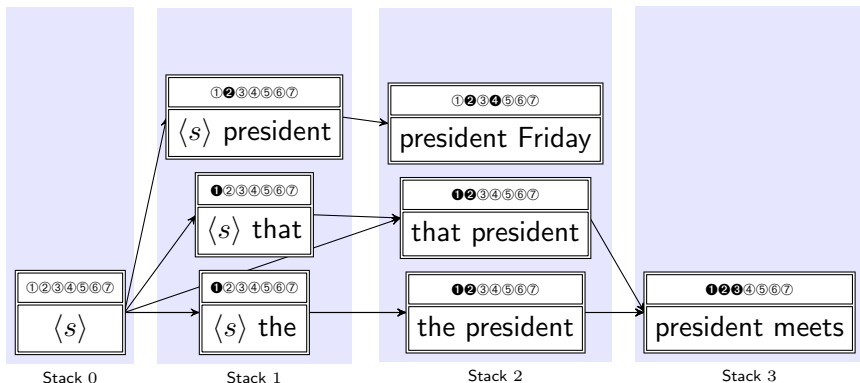 ①❷③④⑤⑥⑦
⟨s⟩ president
①❷③❹⑤⑥⑦
president Friday
❶②③④⑤⑥⑦
⟨s⟩ that
❶❷③④⑤⑥⑦
that president
①②③④⑤⑥⑦
⟨s⟩
❶②③④⑤⑥⑦
⟨s⟩ the
❶❷③④⑤⑥⑦
the president
❶❷❸④⑤⑥⑦
president meets
Stack 0
Stack 1
Stack 2
Stack 3